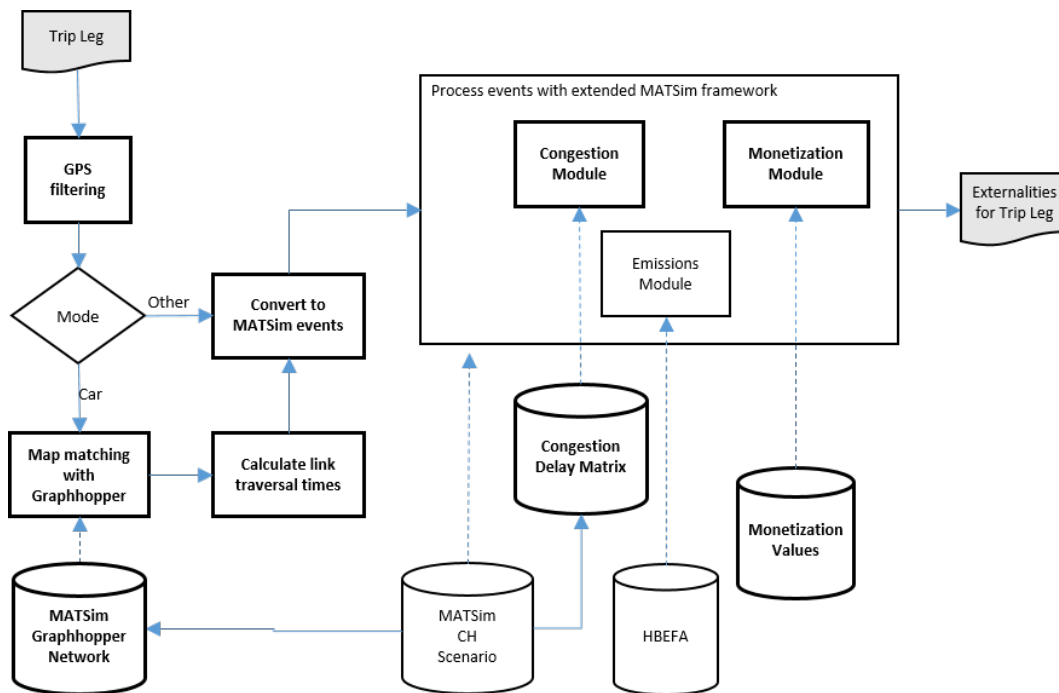 Trip Leg
Process events with extended MATSim framework
GPS
filtering
Congestion
Module
Monetization
Module
Externalities
for Trip Leg
Emissions
Module
Mode
Other
Convert to
MATSim events
Car
Map matching
with
Graphhopper
Calculate link
traversal times
Congestion
Delay Matrix
Monetization
Values
MATSim
Graphhopper
Network
MATSim
CH
Scenario
HBEFA